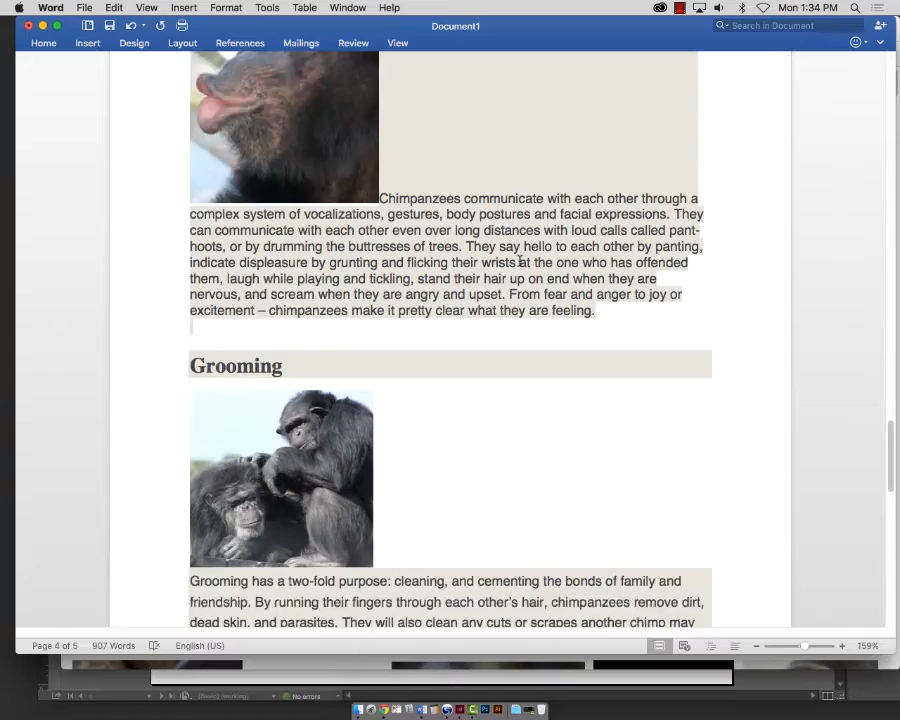 Word File Edit View Insert Format Tools Table Window Help Mon 1:34 PM
Document1
Search in Document
Home Insert Design Layout References Mailings Review View
Chimpanzees communicate with each other through a
complex system of vocalizations, gestures, body postures and facial expressions. They
can communicate with each other even over long distances with loud calls called pant-
hoots, or by drumming the buttresses of trees. They say hello to each other by panting,
indicate displeasure by grunting and flicking their wrists at the one who has offended
them, laugh while playing and tickling, stand their hair up on end when they are
nervous, and scream when they are angry and upset. From fear and anger to joy or
excitement – chimpanzees make it pretty clear what they are feeling.
Grooming
Grooming has a two-fold purpose: cleaning, and cementing the bonds of family and
friendship. By running their fingers through each other's hair, chimpanzees remove dirt,
dead skin, and parasites. They will also clean any cuts or scrapes another chimp may
Page 4 of 5 907 Words English (US) 159%
[Basic] (working) No errors